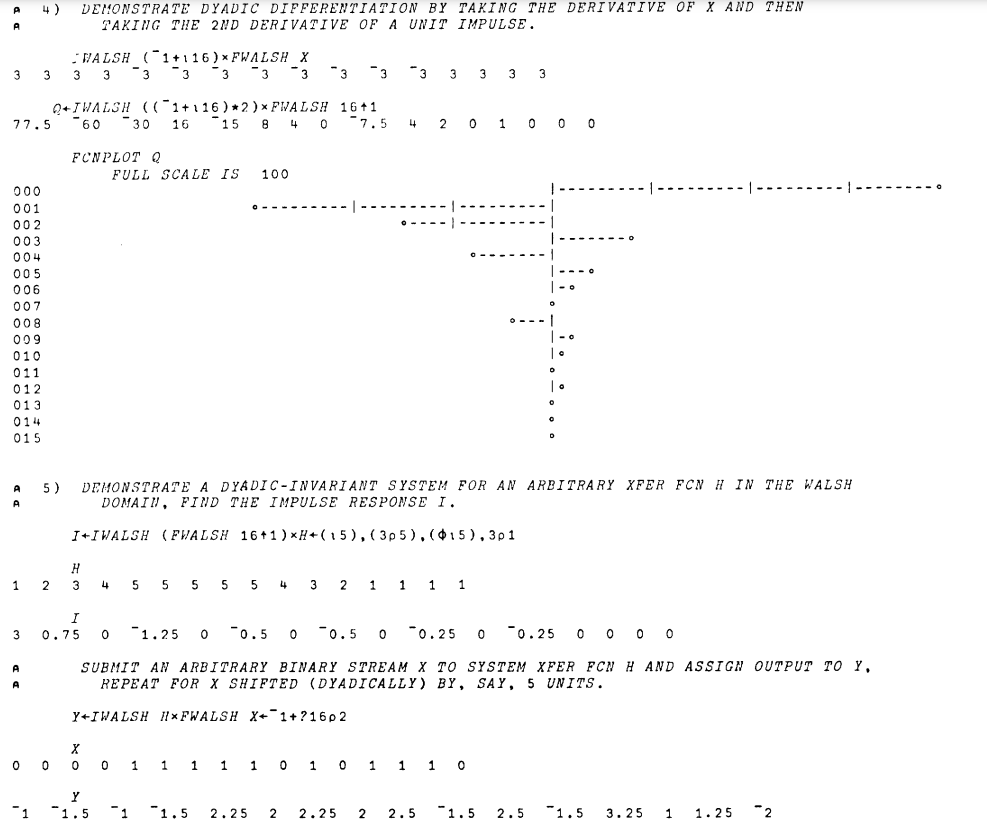 ⍝ 4) DEMONSTRATE DYADIC DIFFERENTIATION BY TAKING THE DERIVATIVE OF X AND THEN
⍝ TAKING THE 2ND DERIVATIVE OF A UNIT IMPULSE.
IWALSH (¯1+⍳16)×FWALSH X
3 3 3 3 ¯3 ¯3 ¯3 ¯3 ¯3 ¯3 ¯3 ¯3 3 3 3 3
Q←IWALSH ((¯1+⍳16)*2)×FWALSH 16↑1
77.5 ¯60 ¯30 16 ¯15 8 4 0 ¯7.5 4 2 0 1 0 0 0
FCNPLOT Q
FULL SCALE IS 100
000 |---------|---------|---------|---------∘
001 ∘---------|---------|---------|
002 ∘----|---------|
003 |-------∘
004 ∘-------|
005 |---∘
006 |-∘
007 ∘
008 ∘---|
009 |-∘
010 |∘
011 ∘
012 |∘
013 ∘
014 ∘
015 ∘
⍝ 5) DEMONSTRATE A DYADIC-INVARIANT SYSTEM FOR AN ARBITRARY XFER FCN H IN THE WALSH
⍝ DOMAIN, FIND THE IMPULSE RESPONSE I.
I←IWALSH (FWALSH 16↑1)×H←(⍳5),(3⍴5),(⌽⍳5),3⍴1
H
1 2 3 4 5 5 5 5 5 4 3 2 1 1 1 1
I
3 0.75 0 ¯1.25 0 ¯0.5 0 ¯0.5 0 ¯0.25 0 ¯0.25 0 0 0 0
⍝ SUBMIT AN ARBITRARY BINARY STREAM X TO SYSTEM XFER FCN H AND ASSIGN OUTPUT TO Y,
⍝ REPEAT FOR X SHIFTED (DYADICALLY) BY, SAY, 5 UNITS.
Y←IWALSH H×FWALSH X←¯1+?16⍴2
X
0 0 0 0 1 1 1 1 1 0 1 0 1 1 1 0
Y
¯1 ¯1.5 ¯1 ¯1.5 2.25 2 2.25 2 2.5 ¯1.5 2.5 ¯1.5 3.25 1 1.25 ¯2